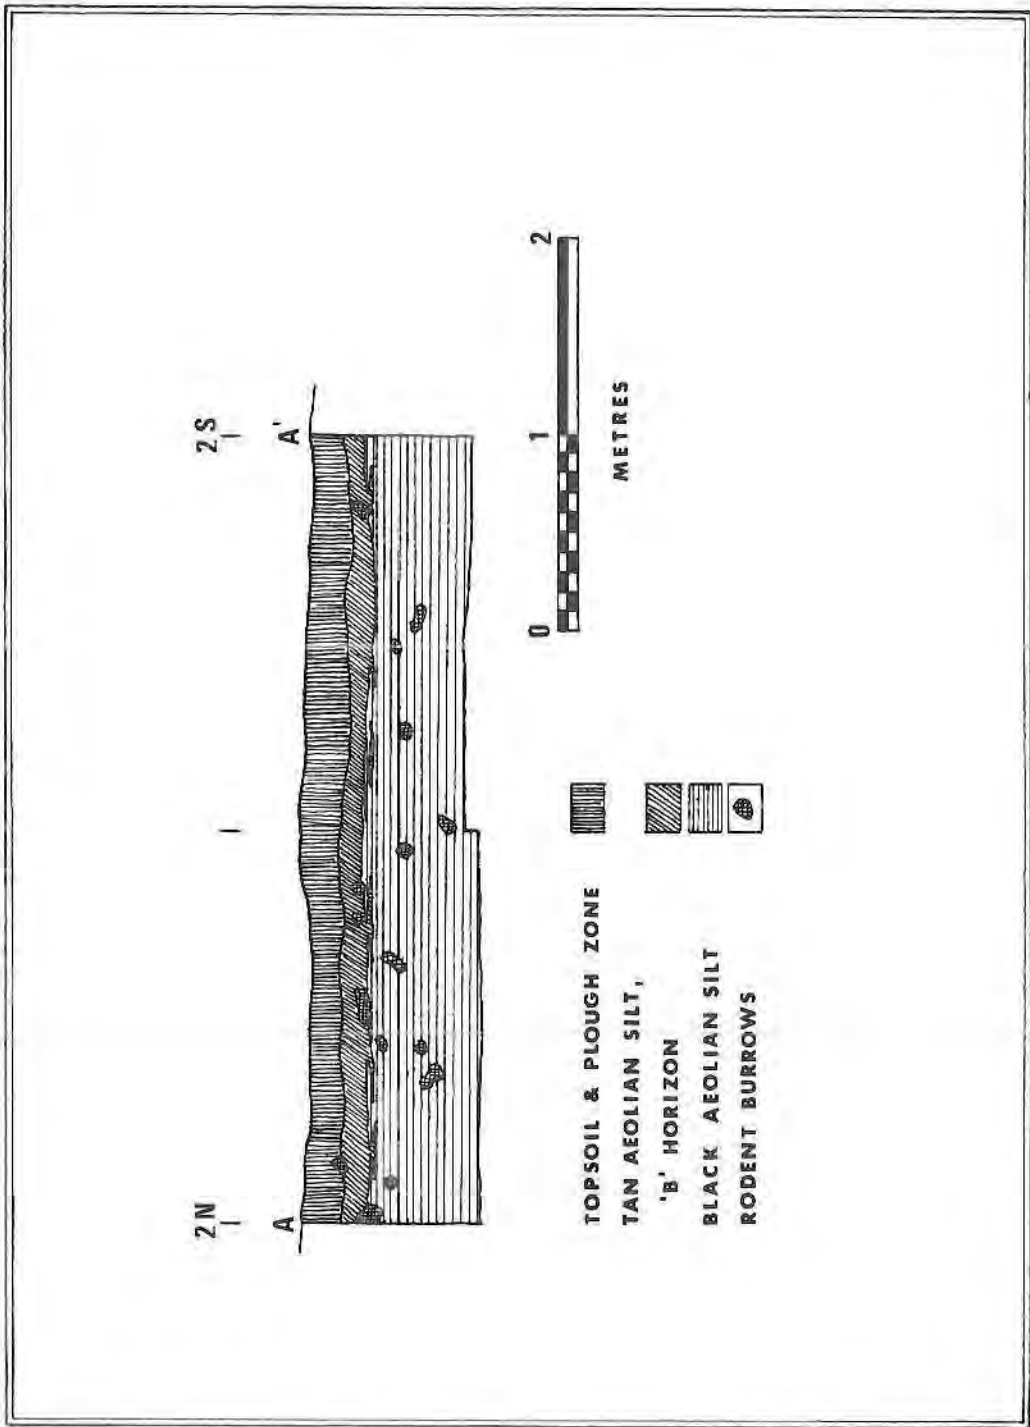 2N 2S
A A'
0 1 2
METRES
TOPSOIL & PLOUGH ZONE
TAN AEOLIAN SILT,
'B' HORIZON
BLACK AEOLIAN SILT
RODENT BURROWS